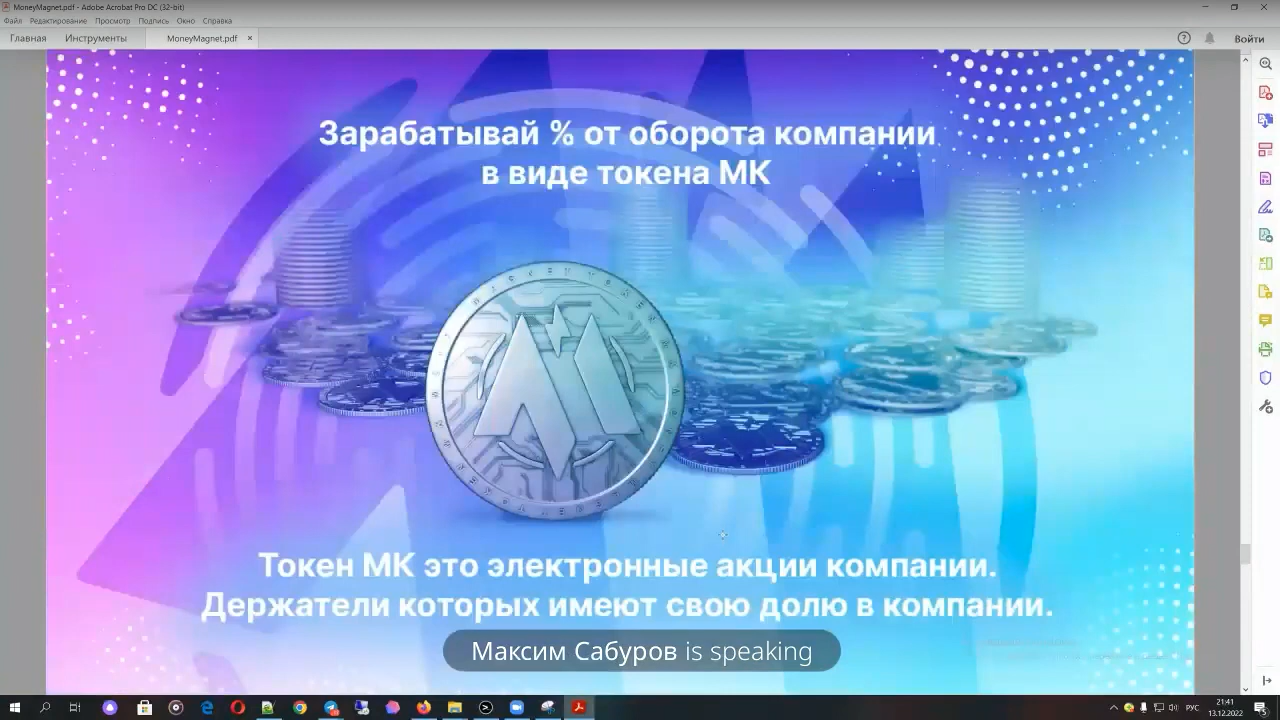 MoneyMagnet.pdf - Adobe Acrobat Pro DC (32-bit)
Файл Редактирование Просмотр Подпись Окно Справка
Главная Инструменты MoneyMagnet.pdf × Войти
Зарабатывай % от оборота компании
в виде токена МК
Токен МК это электронные акции компании.
Держатели которых имеют свою долю в компании.
Максим Сабуров is speaking
РУС
21:41
13.12.2022